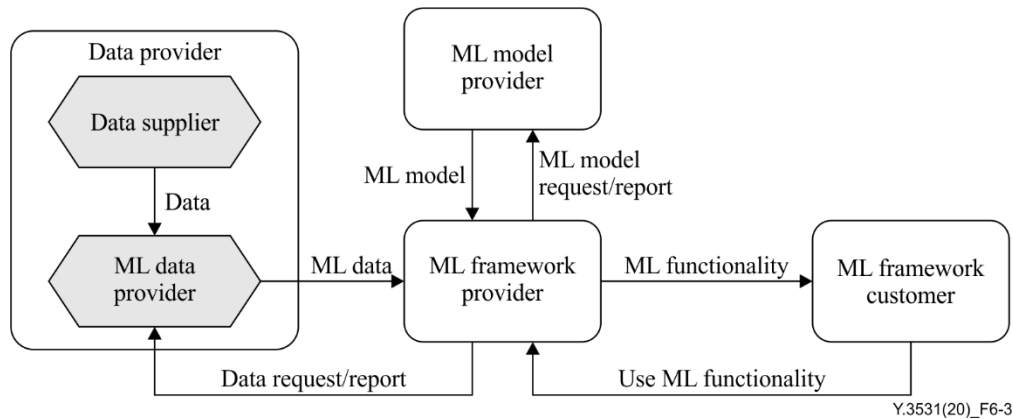 Data provider
Data supplier
Data
ML data
provider
ML model
provider
ML model
ML model
request/report
ML data
ML framework
provider
ML functionality
ML framework
customer
Data request/report
Use ML functionality
Y.3531(20)_F6-3